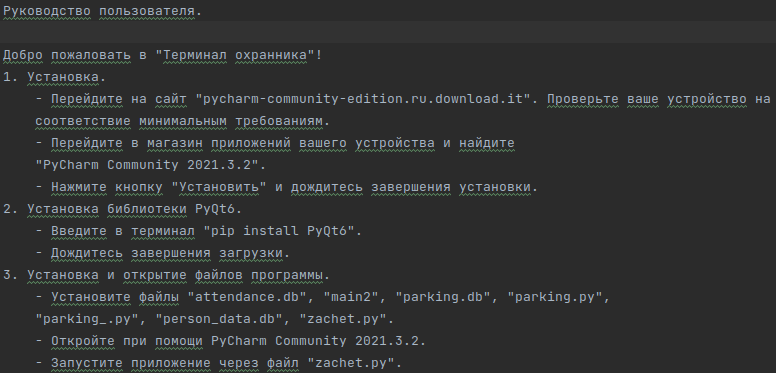 Руководство пользователя.
Добро пожаловать в "Терминал охранника"!
1. Установка.
- Перейдите на сайт "pycharm-community-edition.ru.download.it". Проверьте ваше устройство на
соответствие минимальным требованиям.
- Перейдите в магазин приложений вашего устройства и найдите
"PyCharm Community 2021.3.2".
- Нажмите кнопку "Установить" и дождитесь завершения установки.
2. Установка библиотеки PyQt6.
- Введите в терминал "pip install PyQt6".
- Дождитесь завершения загрузки.
3. Установка и открытие файлов программы.
- Установите файлы "attendance.db", "main2", "parking.db", "parking.py",
"parking_.py", "person_data.db", "zachet.py".
- Откройте при помощи PyCharm Community 2021.3.2.
- Запустите приложение через файл "zachet.py".